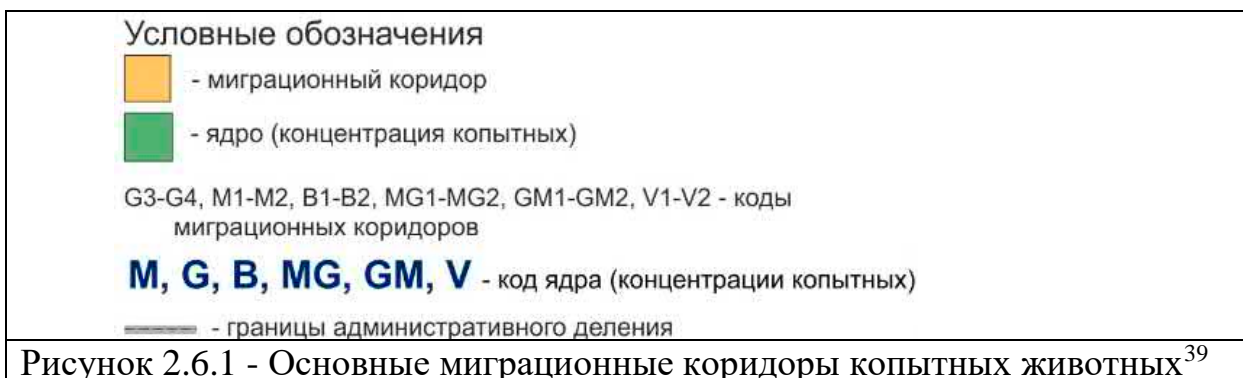 Условные обозначения
- миграционный коридор
- ядро (концентрация копытных)
G3-G4, M1-M2, B1-B2, MG1-MG2, GM1-GM2, V1-V2 - коды
миграционных коридоров
M, G, B, MG, GM, V - код ядра (концентрации копытных)
- границы административного деления
Рисунок 2.6.1 - Основные миграционные коридоры копытных животных39